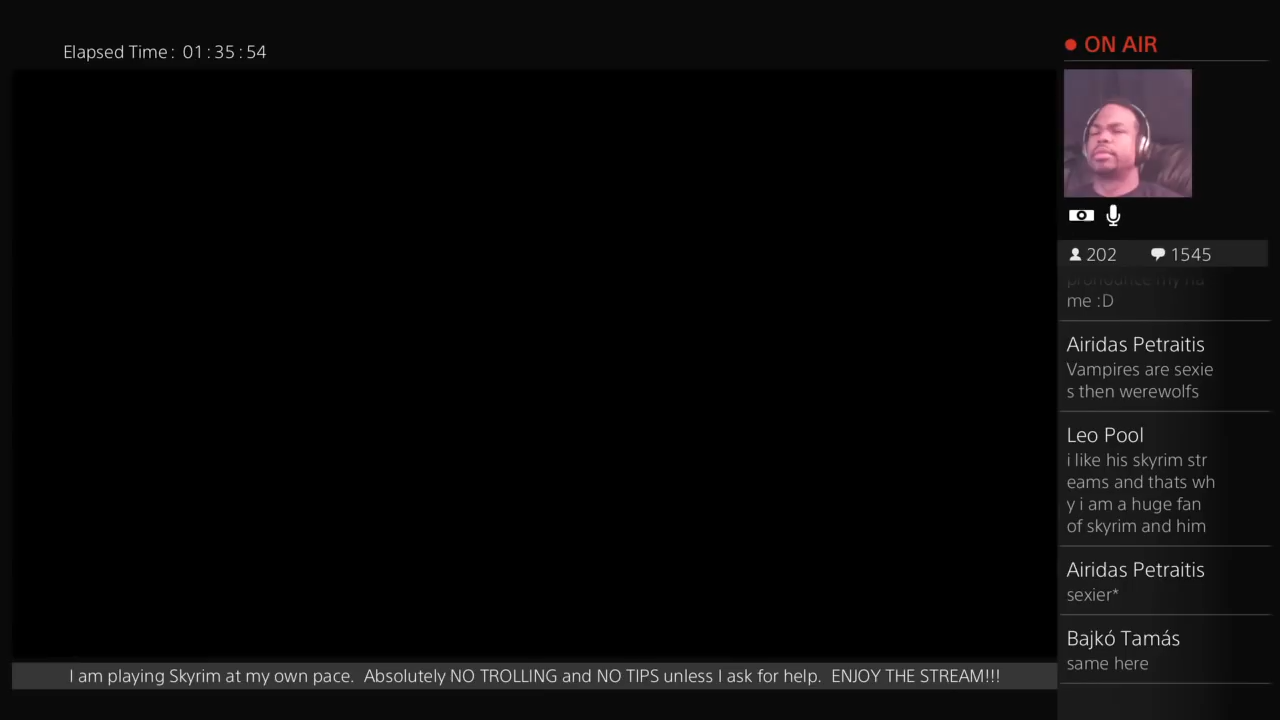 Elapsed Time: 01:35:54
ON AIR
202 1545
pronounce my na
me :D
Airidas Petraitis
Vampires are sexie
s then werewolfs
Leo Pool
i like his skyrim str
eams and thats wh
y i am a huge fan
of skyrim and him
Airidas Petraitis
sexier*
Bajkó Tamás
same here
I am playing Skyrim at my own pace. Absolutely NO TROLLING and NO TIPS unless I ask for help. ENJOY THE STREAM!!!